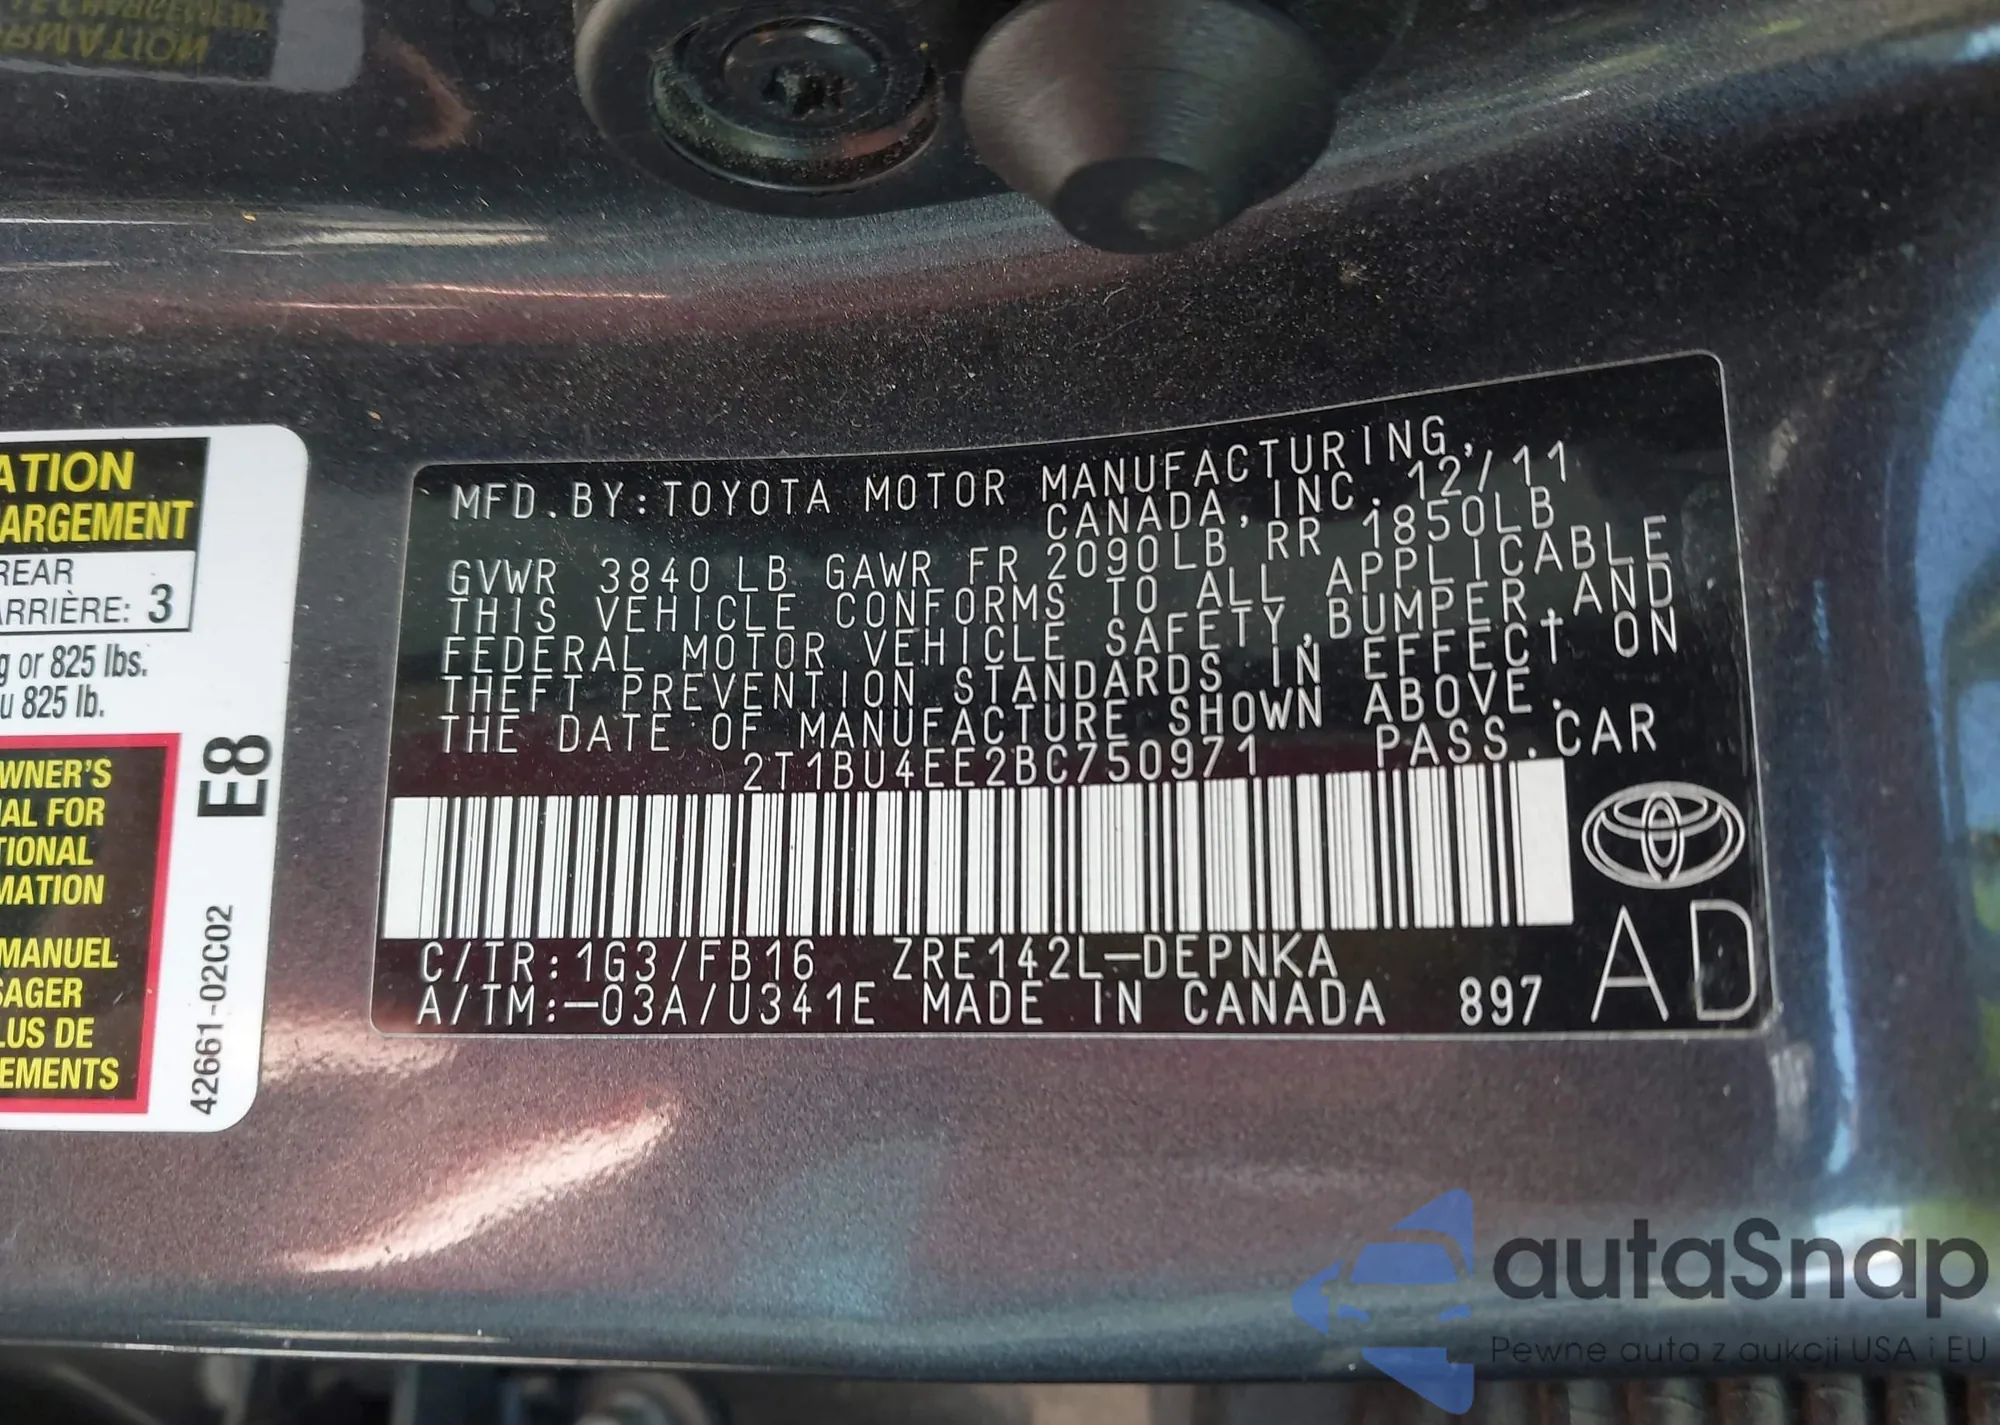 RMATION
ATION
ARGEMENT
REAR
ARRIÈRE: 3
g or 825 lbs.
u 825 lb.
WNER'S
AL FOR
TIONAL
MATION
MANUEL
SAGER
LUS DE
EMENTS
E8
42661-02C02
MFD.BY:TOYOTA MOTOR MANUFACTURING,
CANADA,INC. 12/11
GVWR 3840LB GAWR FR 2090LB RR 1850LB
THIS VEHICLE CONFORMS TO ALL APPLICABLE
FEDERAL MOTOR VEHICLE SAFETY,BUMPER,AND
THEFT PREVENTION STANDARDS IN EFFECT ON
THE DATE OF MANUFACTURE SHOWN ABOVE.
2T1BU4EE2BC750971 PASS.CAR
C/TR:1G3/FB16 ZRE142L-DEPNKA
A/TM:-03A/U341E MADE IN CANADA 897
AD
autaSnap
Pewne auta z aukcji USA i EU